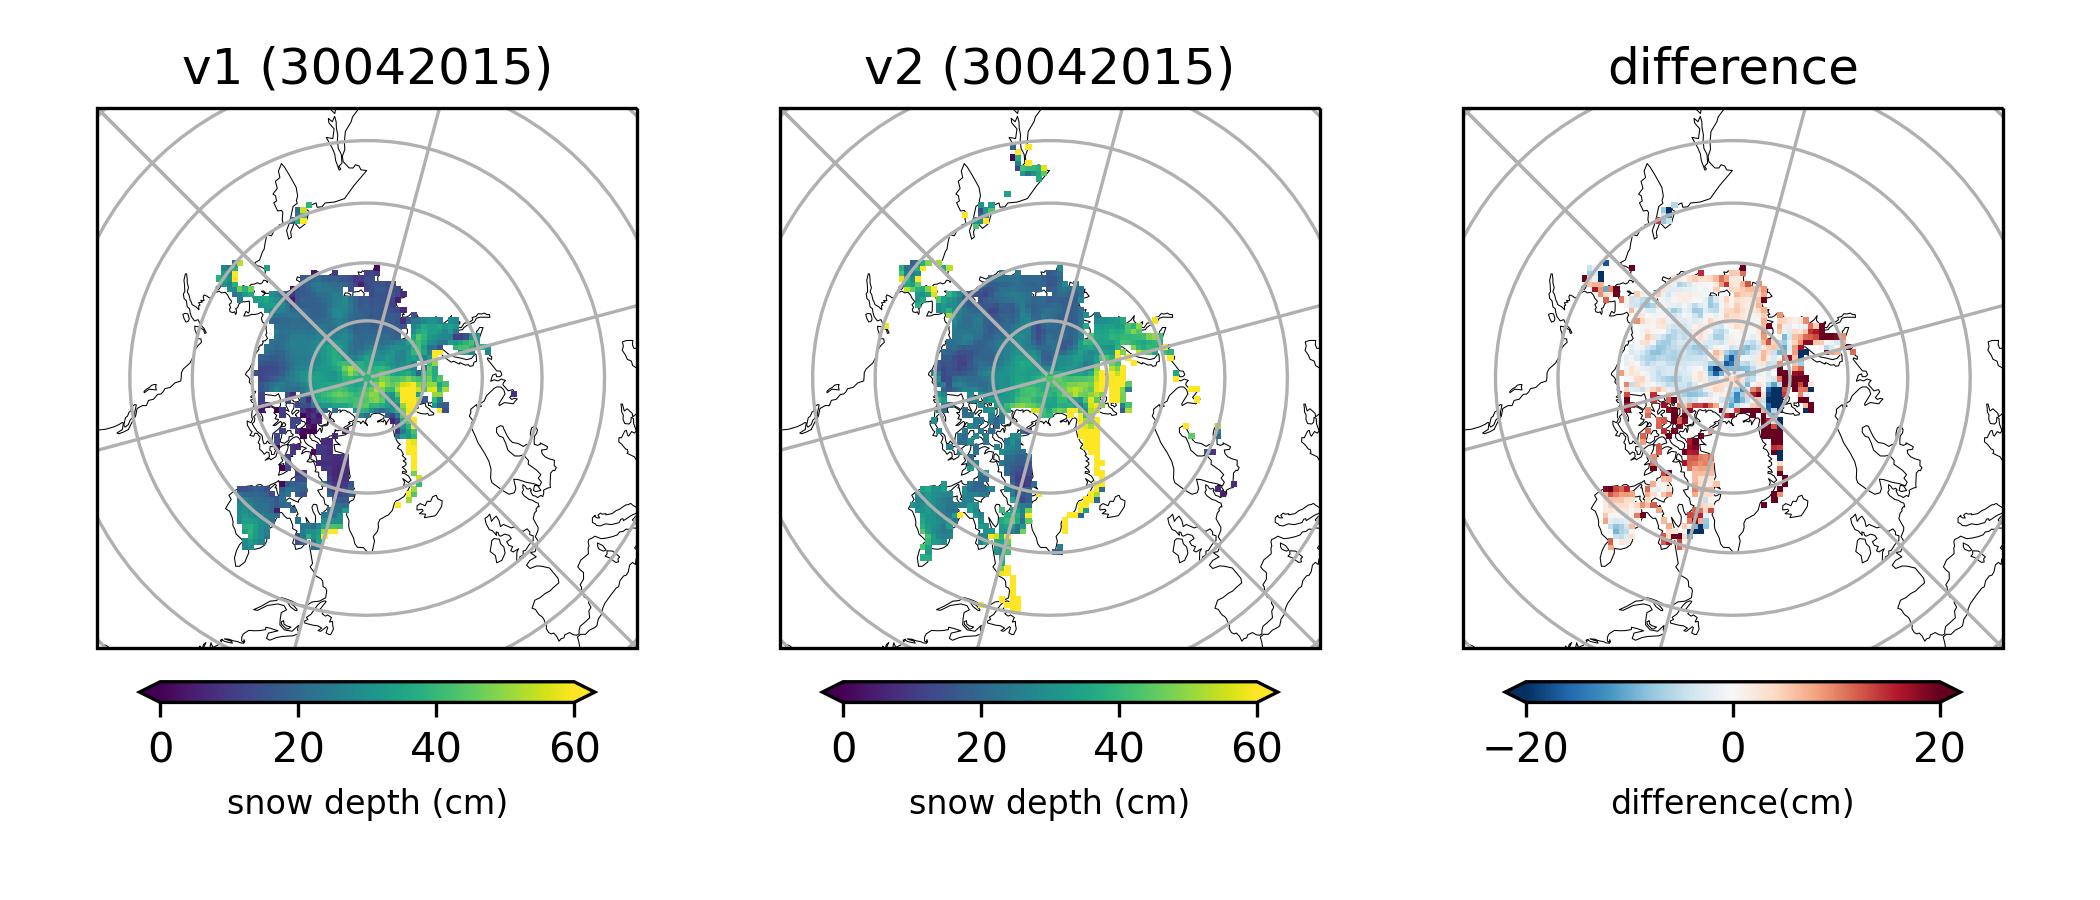 v1 (30042015)
v2 (30042015)
difference
0 20 40 60
0 20 40 60
−20 0 20
snow depth (cm)
snow depth (cm)
difference(cm)